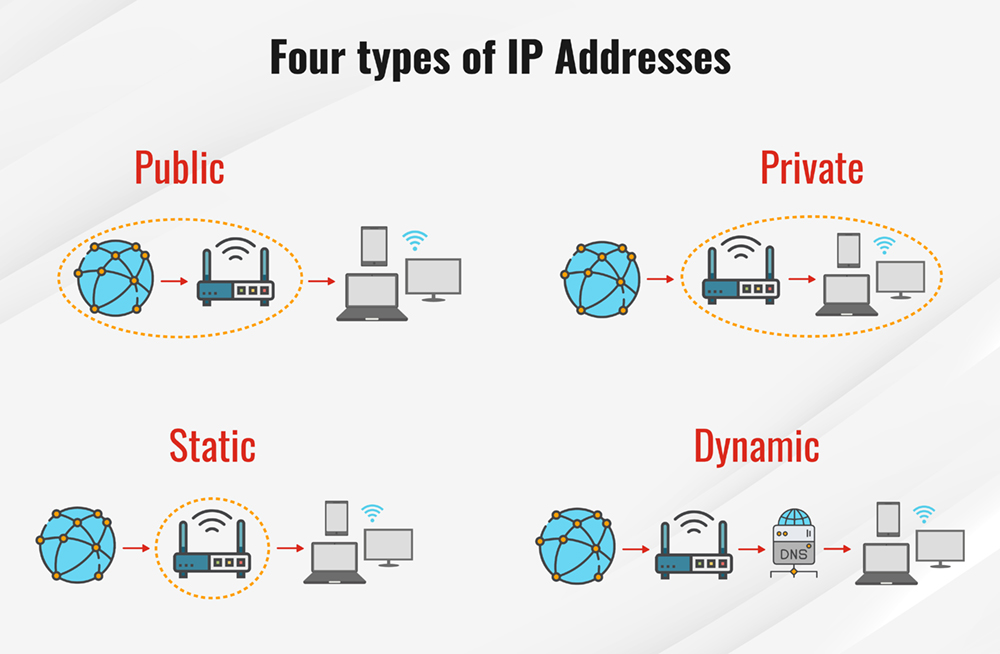 Four types of IP Addresses
Public
Private
Static
Dynamic
DNS